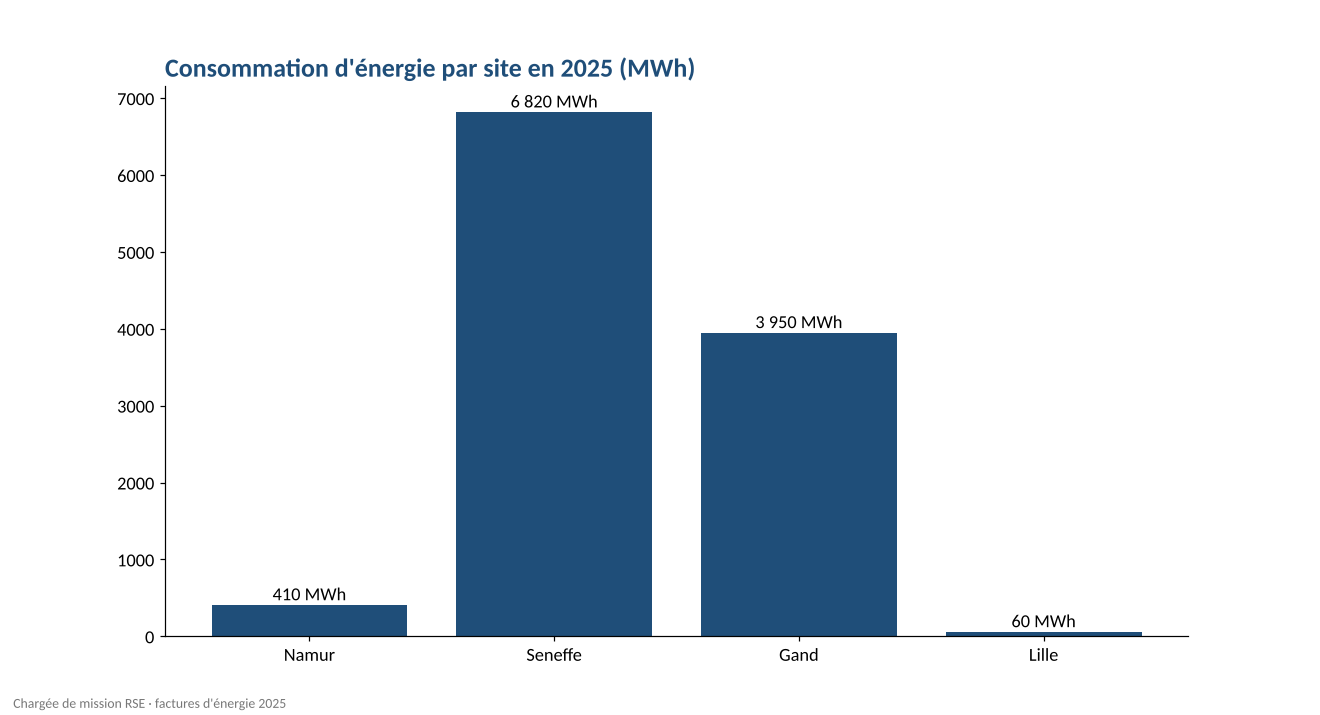 Consommation d'énergie par site en 2025 (MWh)
7000
6000
5000
4000
3000
2000
1000
0
410 MWh
6 820 MWh
3 950 MWh
60 MWh
Namur
Seneffe
Gand
Lille
Chargée de mission RSE · factures d'énergie 2025